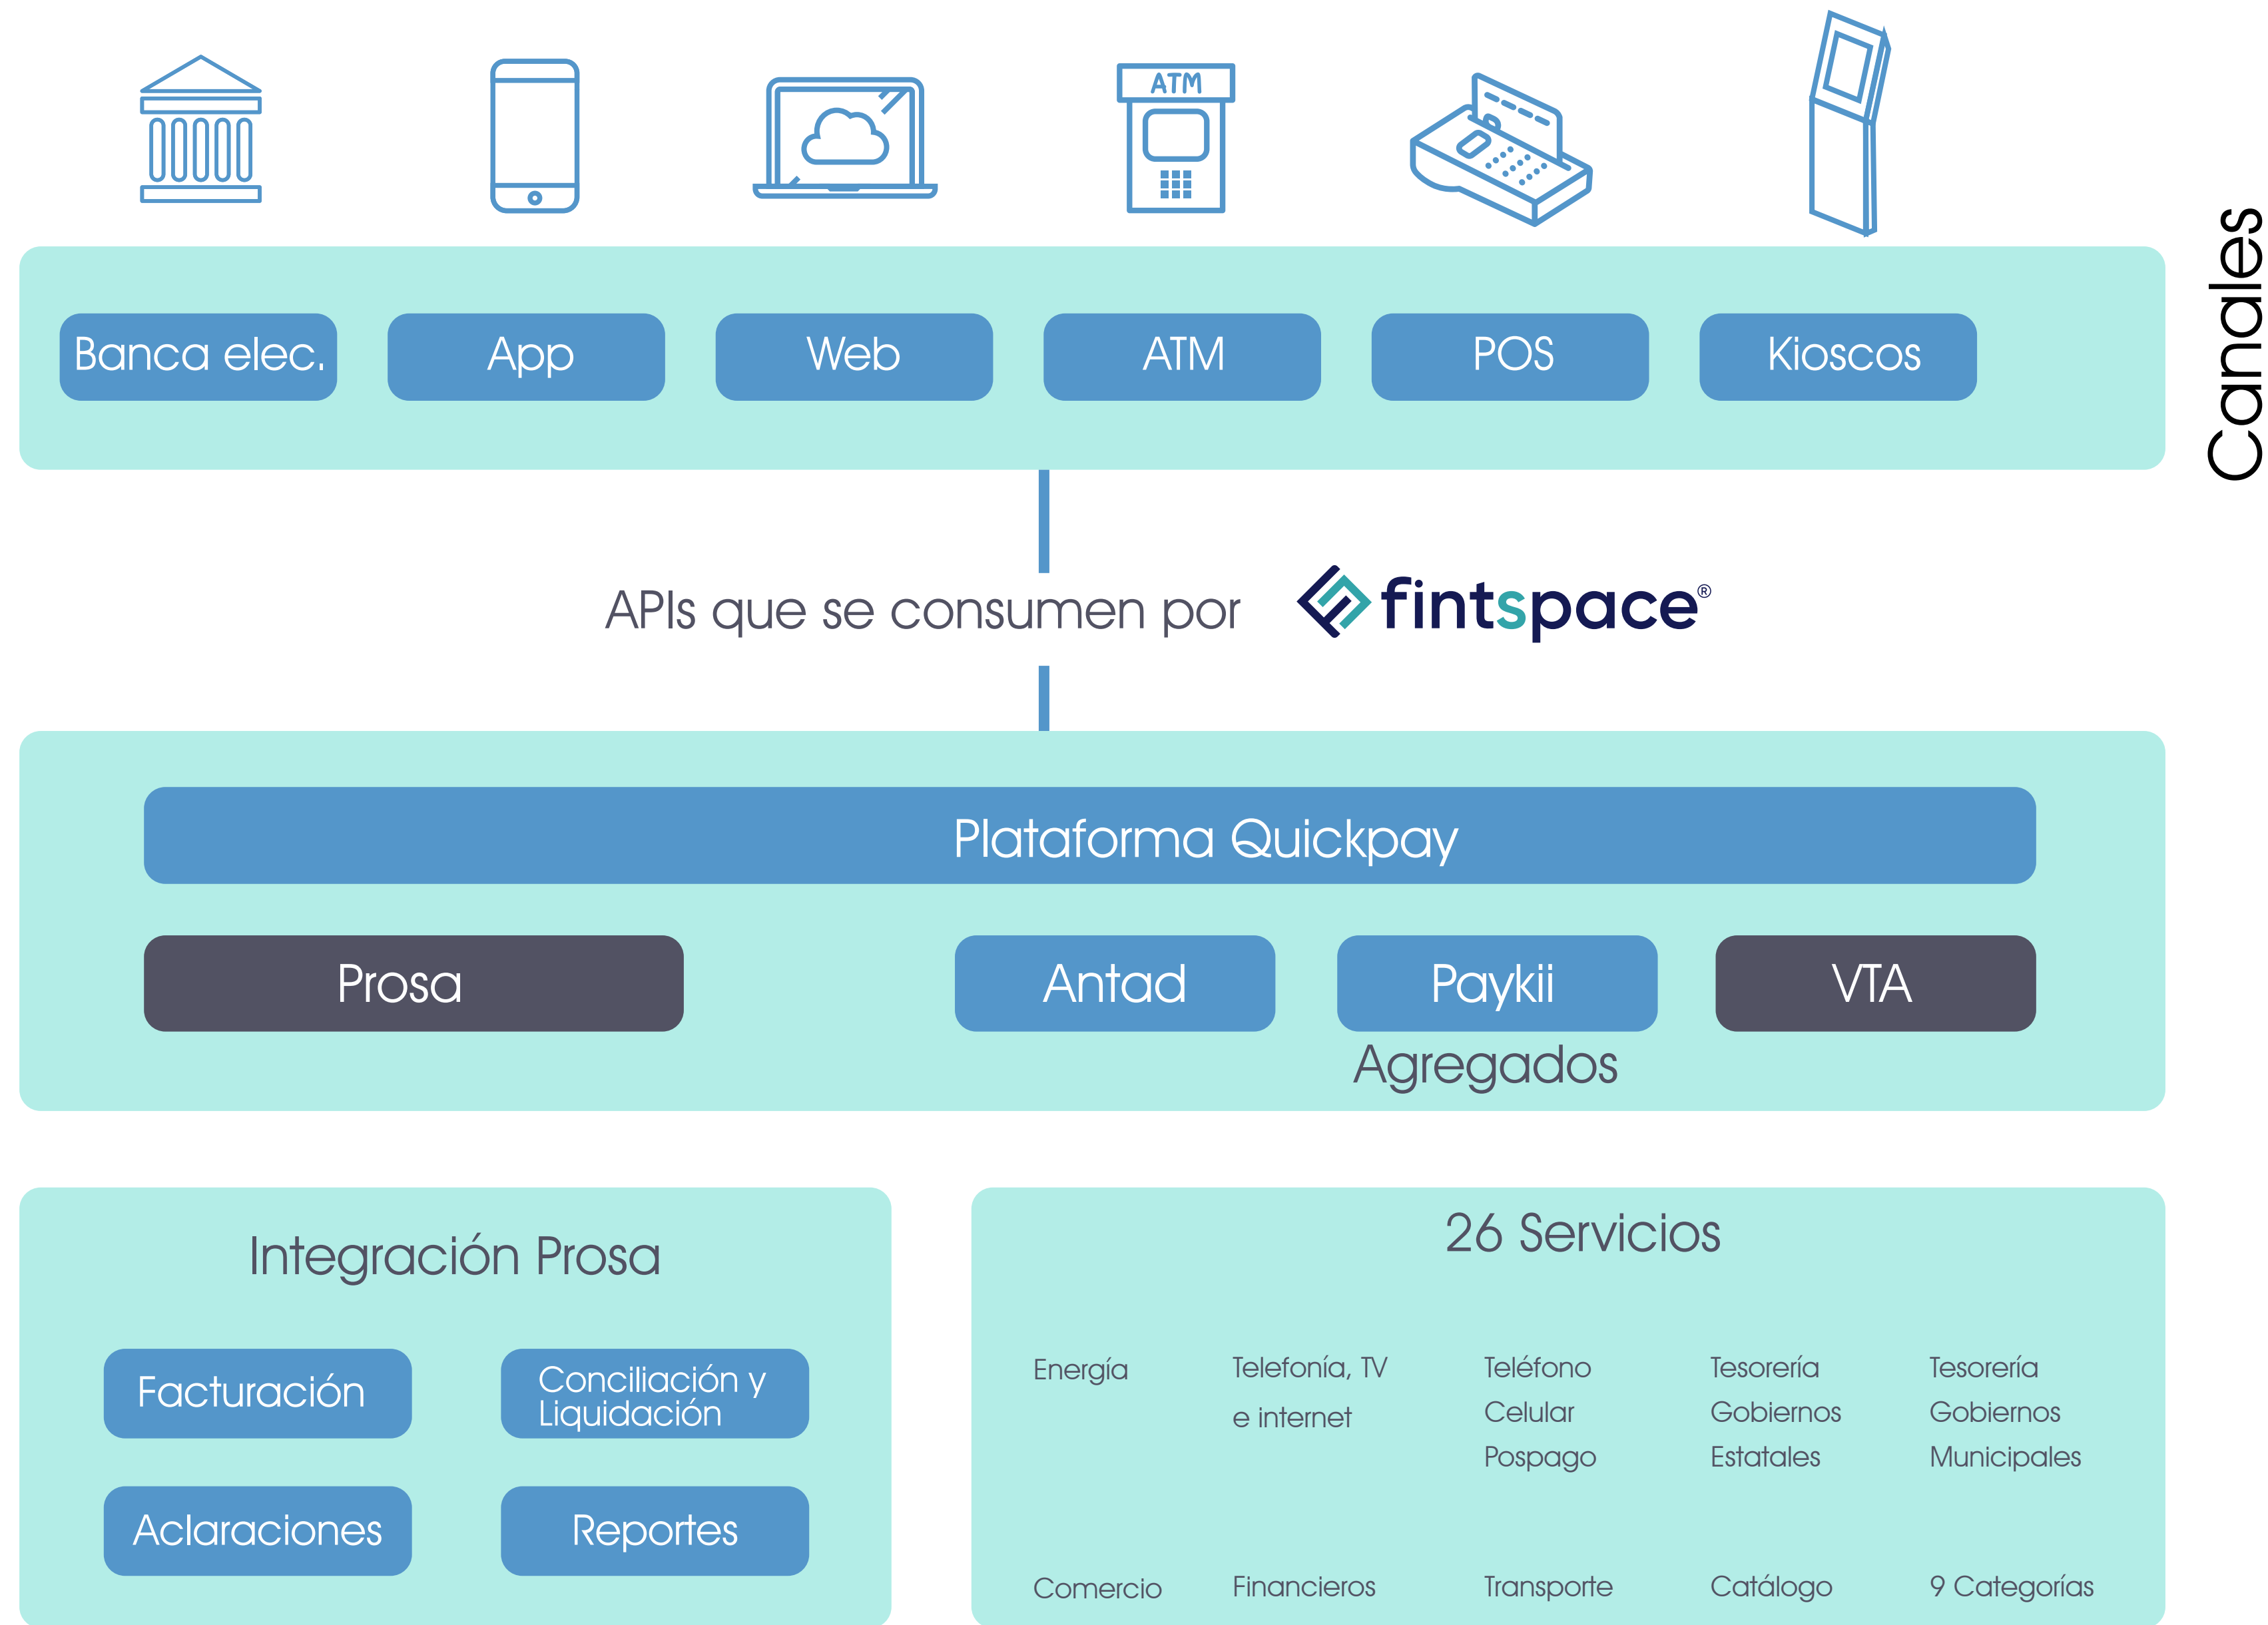 ATM
Banca elec.
App
Web
ATM
POS
Kioscos
Canales
APIs que se consumen por
fintspace®
Plataforma Quickpay
Prosa
Antad
Paykii
VTA
Agregados
Integración Prosa
Facturación
Conciliación y
Liquidación
Aclaraciones
Reportes
26 Servicios
Energía
Telefonía, TV
e internet
Teléfono
Celular
Pospago
Tesorería
Gobiernos
Estatales
Tesorería
Gobiernos
Municipales
Comercio
Financieros
Transporte
Catálogo
9 Categorías